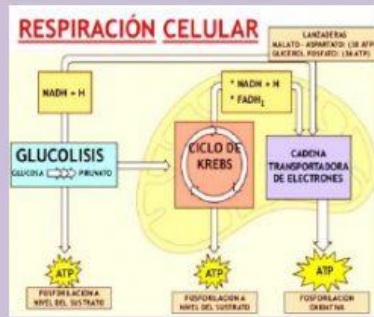 RESPIRACIÓN CELULAR
LANZADERAS
MALATO - ASPARTATO: (38 ATP)
GLICEROL FOSFATO: (36 ATP)
NADH + H
* NADH + H
* FADH₂
GLUCOLISIS
GLUCOSA PIRUVATO
CICLO DE
KREBS
CADENA
TRANSPORTADORA
DE ELECTRONES
ATP
ATP
ATP
FOSFORILACION A
NIVEL DEL SUSTRATO
FOSFORILACION A
NIVEL DEL SUSTRATO
FOSFORILACION
OXIDATIVA